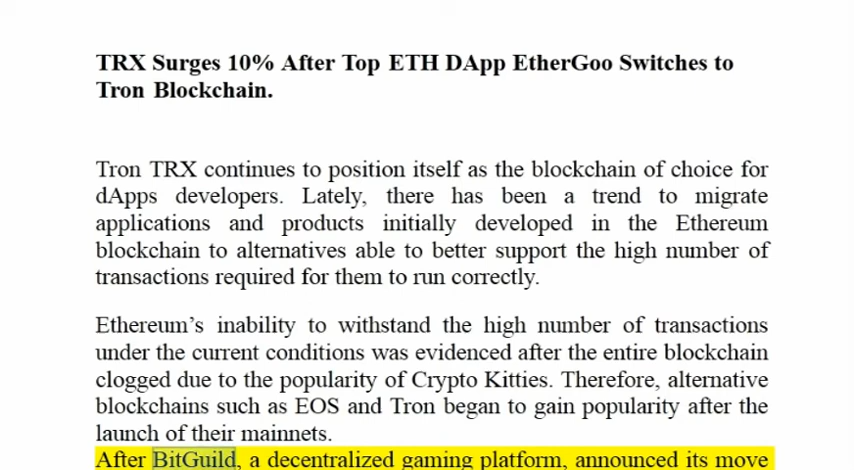 TRX Surges 10% After Top ETH DApp EtherGoo Switches to
Tron Blockchain.
Tron TRX continues to position itself as the blockchain of choice for
dApps developers. Lately, there has been a trend to migrate
applications and products initially developed in the Ethereum
blockchain to alternatives able to better support the high number of
transactions required for them to run correctly.
Ethereum’s inability to withstand the high number of transactions
under the current conditions was evidenced after the entire blockchain
clogged due to the popularity of Crypto Kitties. Therefore, alternative
blockchains such as EOS and Tron began to gain popularity after the
launch of their mainnets.
After BitGuild, a decentralized gaming platform, announced its move